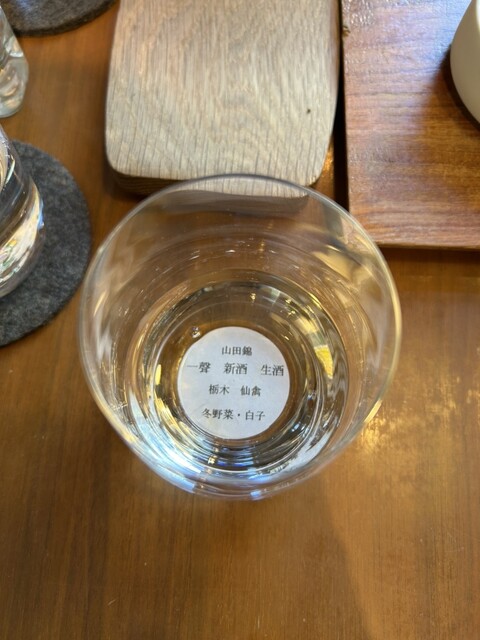 山田錦
一聲　新酒　生酒
栃木　仙禽
冬野菜・白子